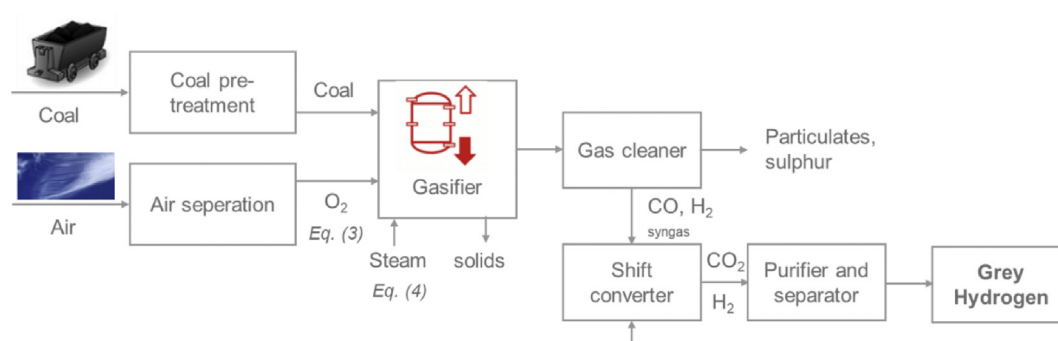 Coal
Coal pre-
treatment
Coal
Air
Air seperation
O₂
Eq. (3)
Gasifier
Steam
Eq. (4)
solids
Gas cleaner
Particulates,
sulphur
CO, H₂
syngas
Shift
converter
CO₂
H₂
Purifier and
separator
Grey
Hydrogen